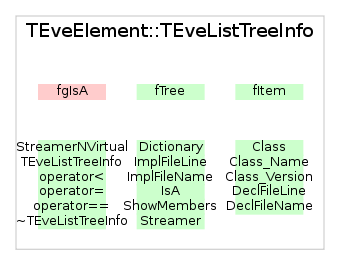 TEveElement::TEveListTreeInfo
fgIsA
fTree
fItem
StreamerNVirtual
TEveListTreeInfo
operator<
operator=
operator==
~TEveListTreeInfo
Dictionary
ImplFileLine
ImplFileName
IsA
ShowMembers
Streamer
Class
Class_Name
Class_Version
DeclFileLine
DeclFileName